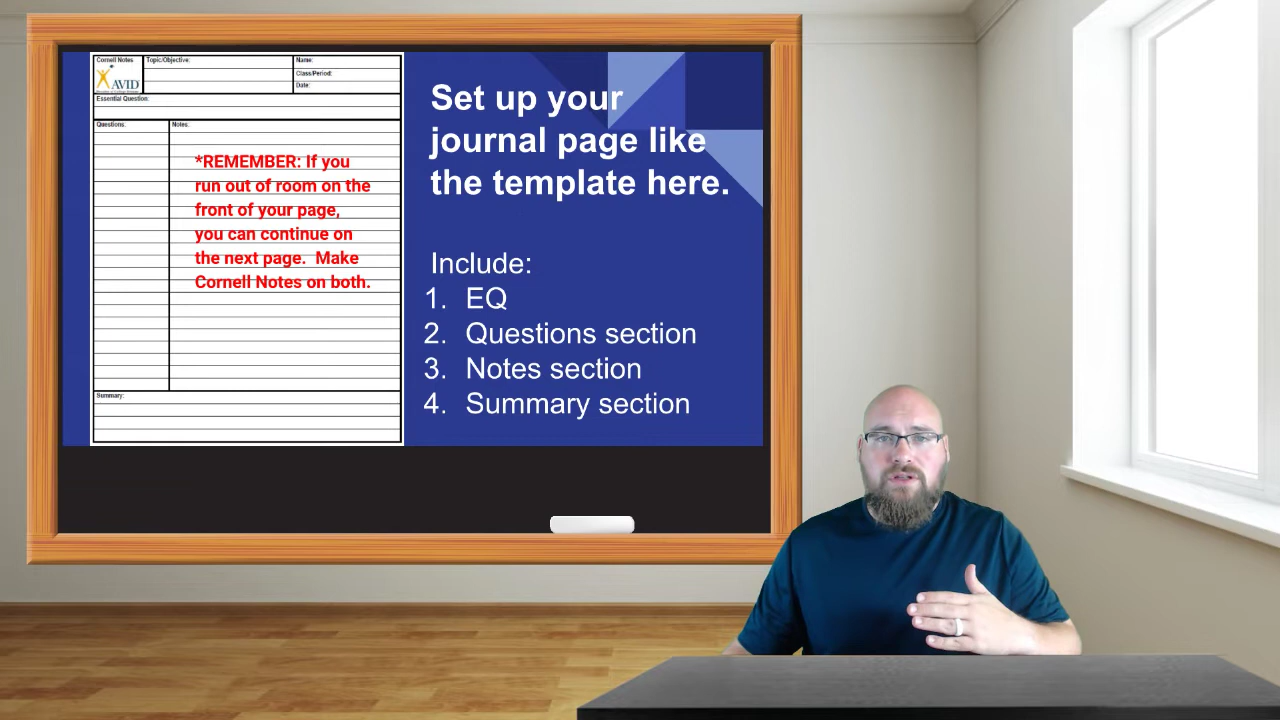 Cornell Notes
Topic/Objective:
Name:
Class/Period:
Date:
AVID
Essential Question:
Questions:
Notes:
*REMEMBER: If you
run out of room on the
front of your page,
you can continue on
the next page. Make
Cornell Notes on both.
Summary:
Set up your
journal page like
the template here.
Include:
1. EQ
2. Questions section
3. Notes section
4. Summary section